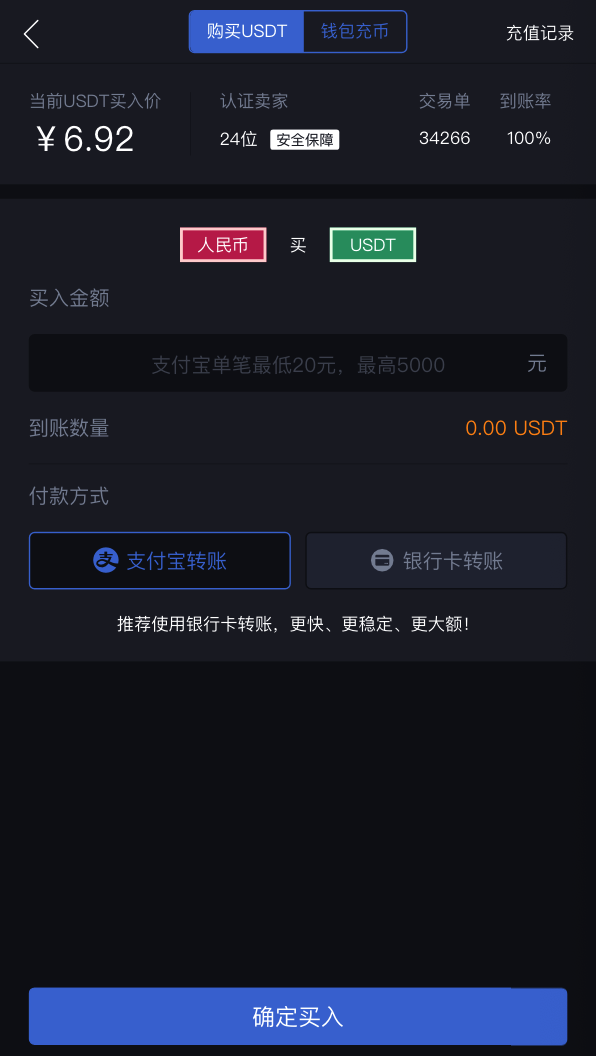 购买USDT 钱包充币 充值记录
当前USDT买入价 认证卖家 交易单 到账率
￥6.92 24位 安全保障 34266 100%
人民币 买 USDT
买入金额
支付宝单笔最低20元，最高5000 元
到账数量 0.00 USDT
付款方式
支付宝转账 银行卡转账
推荐使用银行卡转账，更快、更稳定、更大额！
确定买入